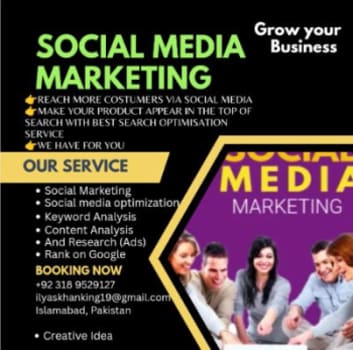 Grow your
Business
SOCIAL MEDIA
MARKETING
👉REACH MORE COSTUMERS VIA SOCIAL MEDIA
👉MAKE YOUR PRODUCT APPEAR IN THE TOP OF
SEARCH WITH BEST SEARCH OPTIMISATION
SERVICE
👉WE HAVE FOR YOU
OUR SERVICE
• Social Marketing
• Social media optimization
• Keyword Analysis
• Content Analysis
• And Research (Ads)
• Rank on Google
BOOKING NOW
+92 318 9529127
ilyaskhanking19@gmail.com
Islamabad, Pakistan
• Creative Idea
SOCIAL
MEDIA
MARKETING